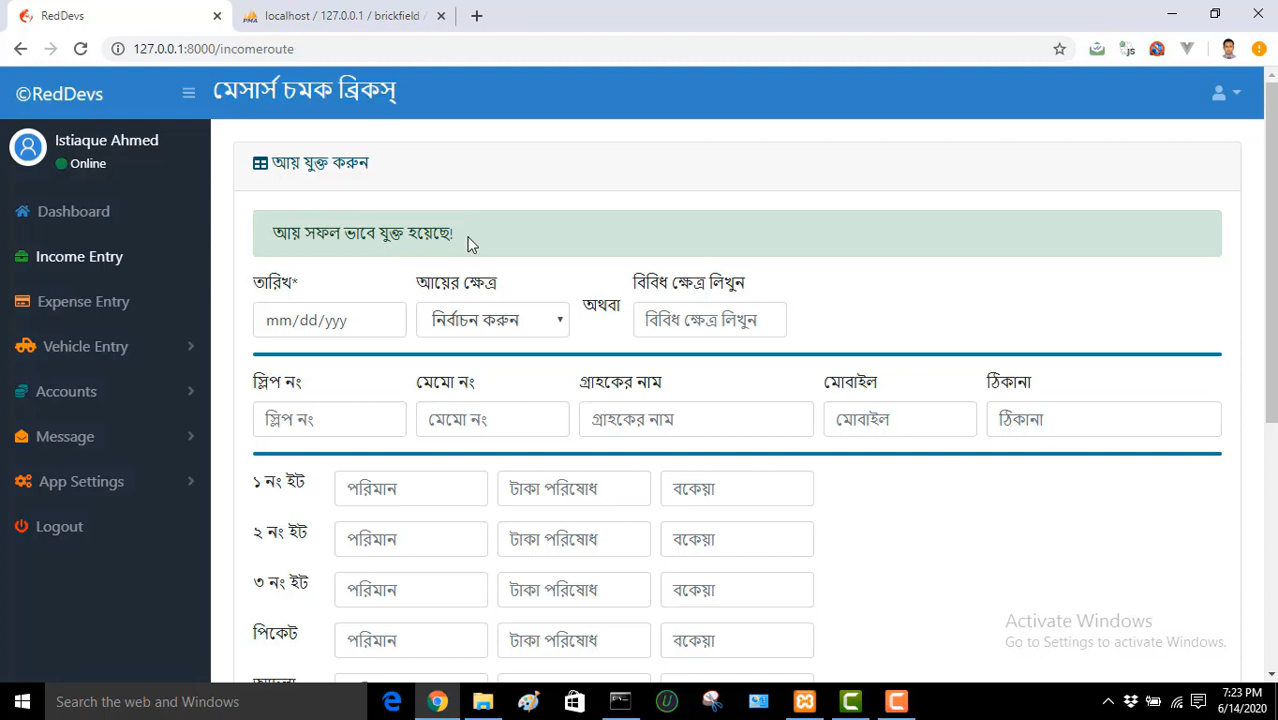 RedDevs
localhost / 127.0.0.1 / brickfield
127.0.0.1:8000/incomeroute
©RedDevs
মেসার্স চমক ব্রিকস্
Istiaque Ahmed
Online
Dashboard
Income Entry
Expense Entry
Vehicle Entry
Accounts
Message
App Settings
Logout
আয় যুক্ত করুন
আয় সফল ভাবে যুক্ত হয়েছে!
তারিখ* আয়ের ক্ষেত্র অথবা বিবিধ ক্ষেত্র লিখুন
mm/dd/yyy নির্বাচন করুন বিবিধ ক্ষেত্র লিখুন
স্লিপ নং মেমো নং গ্রাহকের নাম মোবাইল ঠিকানা
স্লিপ নং মেমো নং গ্রাহকের নাম মোবাইল ঠিকানা
১ নং ইট পরিমান টাকা পরিষোধ বকেয়া
২ নং ইট পরিমান টাকা পরিষোধ বকেয়া
৩ নং ইট পরিমান টাকা পরিষোধ বকেয়া
পিকেট পরিমান টাকা পরিষোধ বকেয়া
Activate Windows
Go to Settings to activate Windows.
Search the web and Windows
7:23 PM
6/14/2020